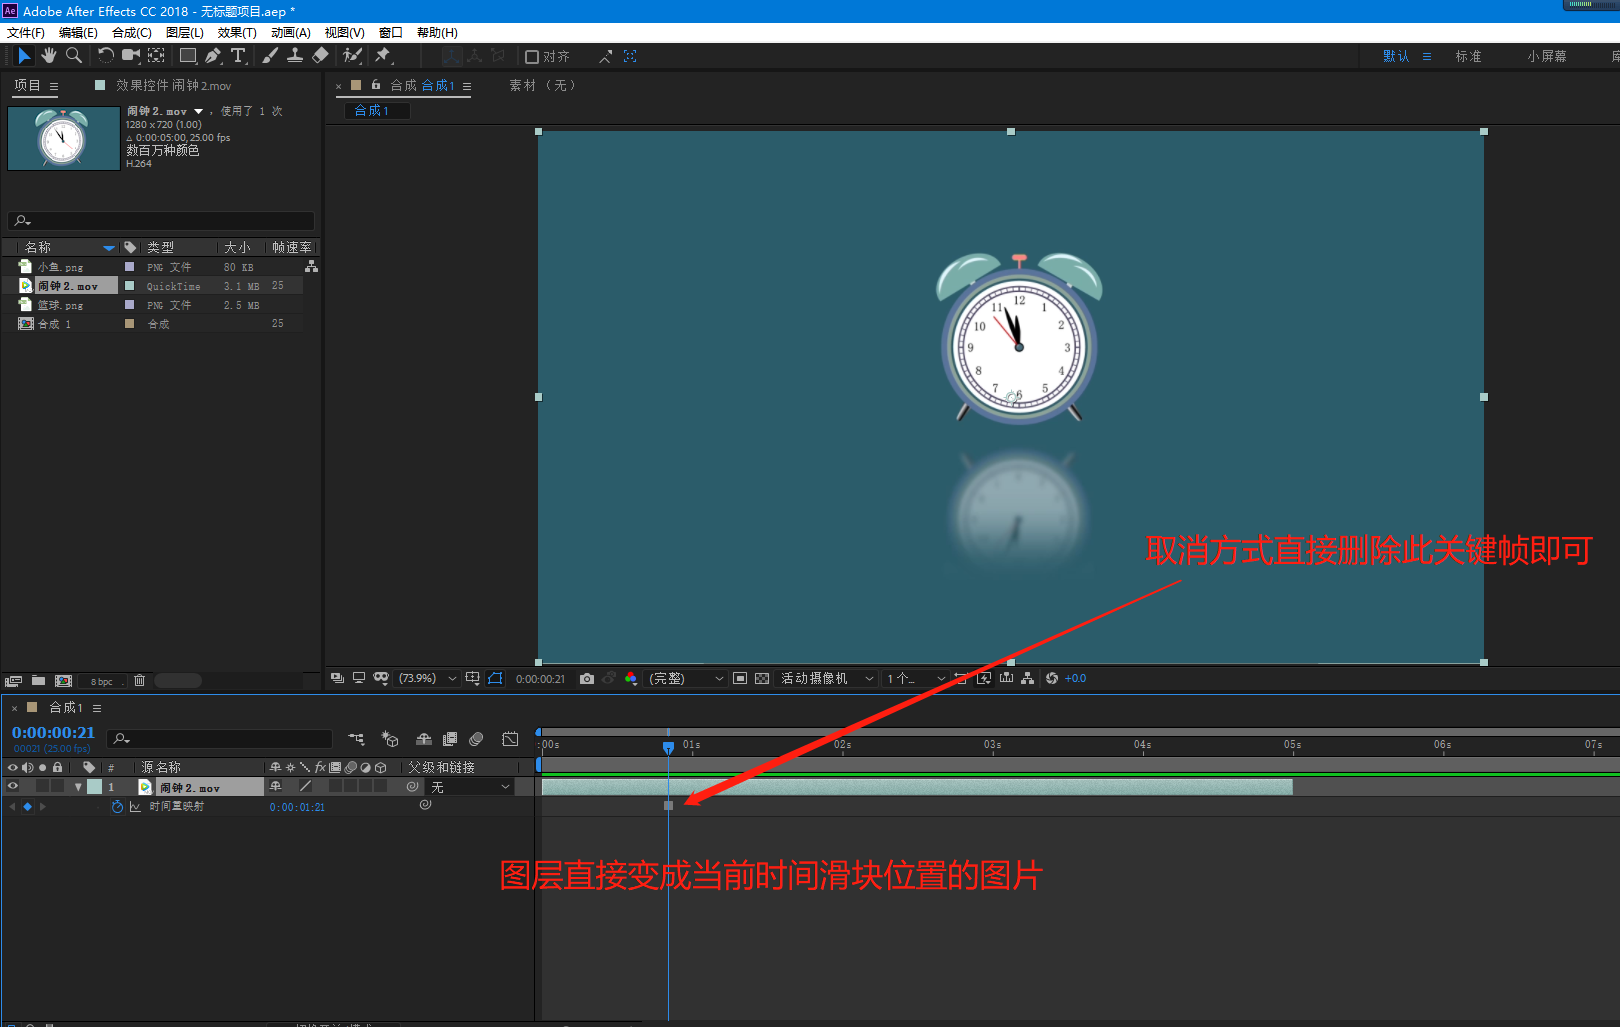 Ae Adobe After Effects CC 2018 - 无标题项目.aep *
文件(F) 编辑(E) 合成(C) 图层(L) 效果(T) 动画(A) 视图(V) 窗口 帮助(H)
对齐 默认 标准 小屏幕 库
项目 效果控件 闹钟2.mov
合成 合成1 素材 (无)
合成1
闹钟2.mov , 使用了 1 次
1280 x 720 (1.00)
△ 0:00:05:00, 25.00 fps
数百万种颜色
H.264
名称 类型 大小 帧速率
小鱼.png PNG 文件 80 KB
闹钟2.mov QuickTime 3.1 MB 25
篮球.png PNG 文件 2.5 MB
合成 1 合成 25
11 12 1
10 2
9 3
8 4
7 6 5
取消方式直接删除此关键帧即可
8 bpc
(73.9%) 0:00:00:21 (完整) 活动摄像机 1个... +0.0
合成1
0:00:00:21
00021 (25.00 fps)
:00s 01s 02s 03s 04s 05s 06s 07s
# 源名称 fx 父级和链接
1 闹钟2.mov 无
时间重映射 0:00:01:21
图层直接变成当前时间滑块位置的图片